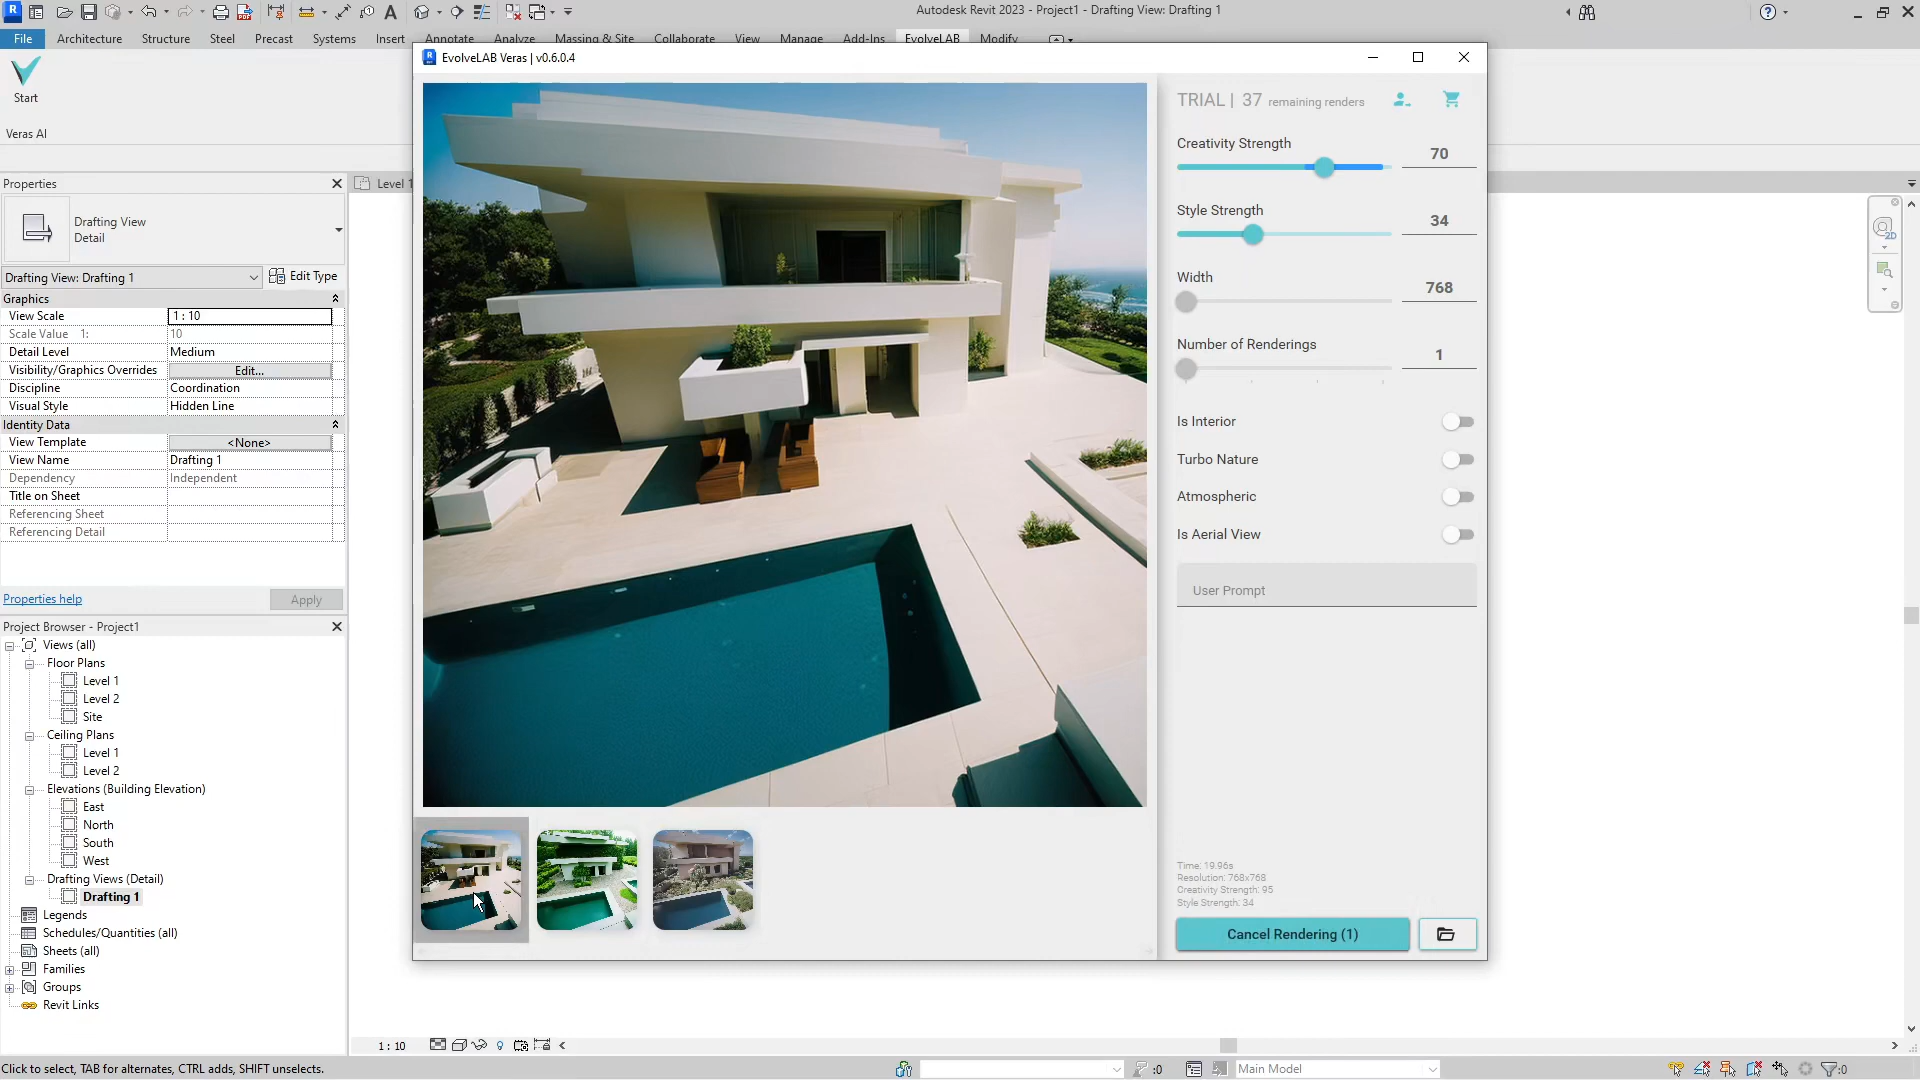 Autodesk Revit 2023 - Project1 - Drafting View: Drafting 1
File Architecture Structure Steel Precast Systems Insert Annotate Analyze Massing & Site Collaborate View Manage Add-Ins EvolveLAB Modify
Start
Veras AI
Properties
Level 1
Drafting View
Detail
Drafting View: Drafting 1
Edit Type
Graphics
View Scale 1 : 10
Scale Value 1: 10
Detail Level Medium
Visibility/Graphics Overrides Edit...
Discipline Coordination
Visual Style Hidden Line
Identity Data
View Template <None>
View Name Drafting 1
Dependency Independent
Title on Sheet
Referencing Sheet
Referencing Detail
Properties help
Apply
Project Browser - Project1
Views (all)
Floor Plans
Level 1
Level 2
Site
Ceiling Plans
Level 1
Level 2
Elevations (Building Elevation)
East
North
South
West
Drafting Views (Detail)
Drafting 1
Legends
Schedules/Quantities (all)
Sheets (all)
Families
Groups
Revit Links
EvolveLAB Veras | v0.6.0.4
TRIAL | 37 remaining renders
Creativity Strength 70
Style Strength 34
Width 768
Number of Renderings 1
Is Interior
Turbo Nature
Atmospheric
Is Aerial View
User Prompt
Time: 19.96s
Resolution: 768x768
Creativity Strength: 95
Style Strength: 34
Cancel Rendering (1)
2D
1 : 10
Click to select, TAB for alternates, CTRL adds, SHIFT unselects.
:0
Main Model
:0